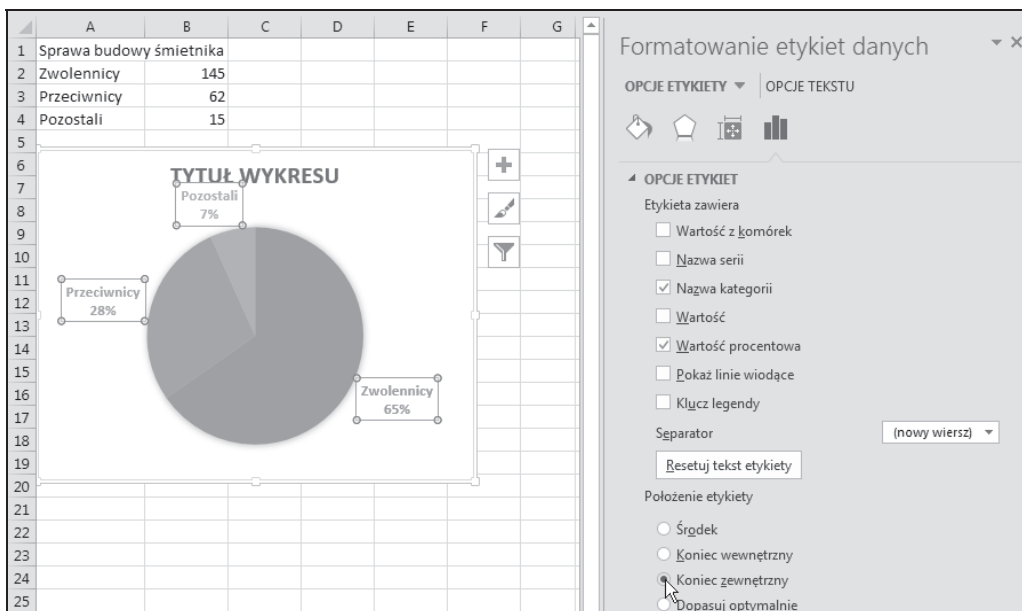 A B C D E F G
1 Sprawa budowy śmietnika
2 Zwolennicy 145
3 Przeciwnicy 62
4 Pozostali 15
5
6
7
8
9
10
11
12
13
14
15
16
17
18
19
20
21
22
23
24
25
TYTUŁ WYKRESU
Pozostali
7%
Przeciwnicy
28%
Zwolennicy
65%
Formatowanie etykiet danych
OPCJE ETYKIETY OPCJE TEKSTU
OPCJE ETYKIET
Etykieta zawiera
Wartość z komórek
Nazwa serii
Nazwa kategorii
Wartość
Wartość procentowa
Pokaż linie wiodące
Klucz legendy
Separator (nowy wiersz)
Resetuj tekst etykiety
Położenie etykiety
Środek
Koniec wewnętrzny
Koniec zewnętrzny
Dopasuj optymalnie